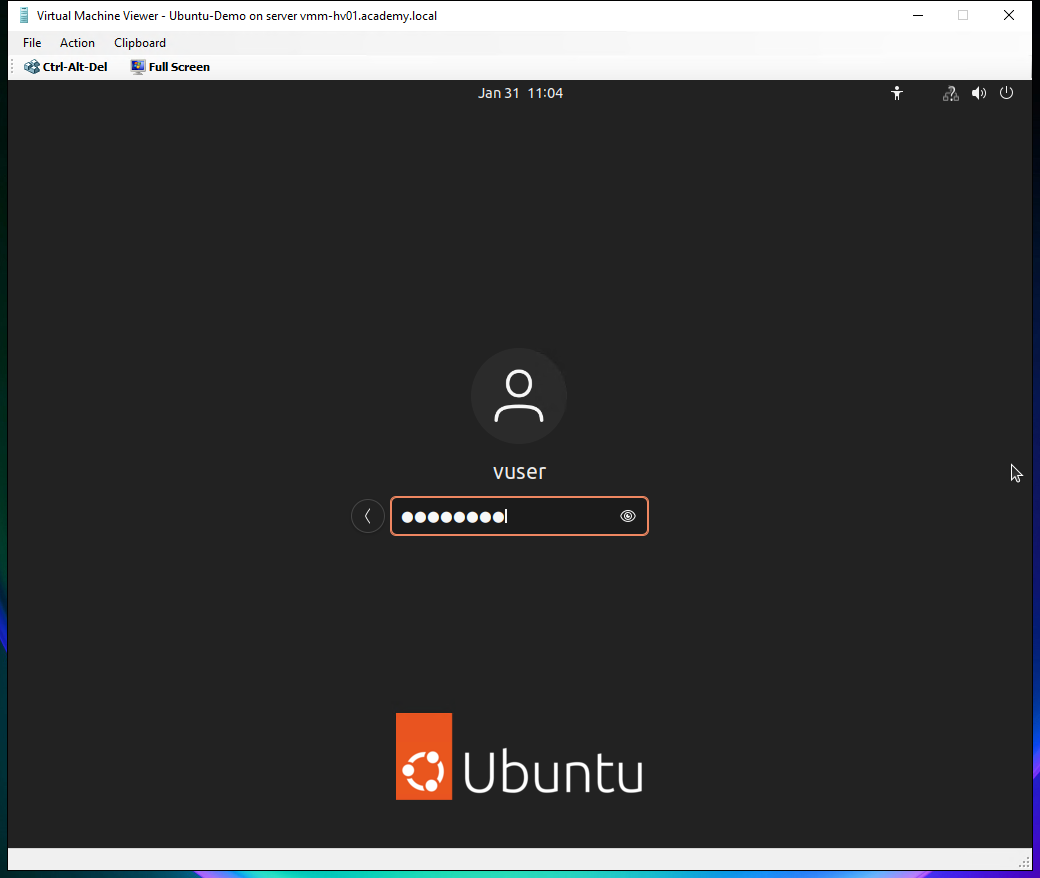 Virtual Machine Viewer - Ubuntu-Demo on server vmm-hv01.academy.local
File Action Clipboard
Ctrl-Alt-Del Full Screen
Jan 31 11:04
vuser
Ubuntu